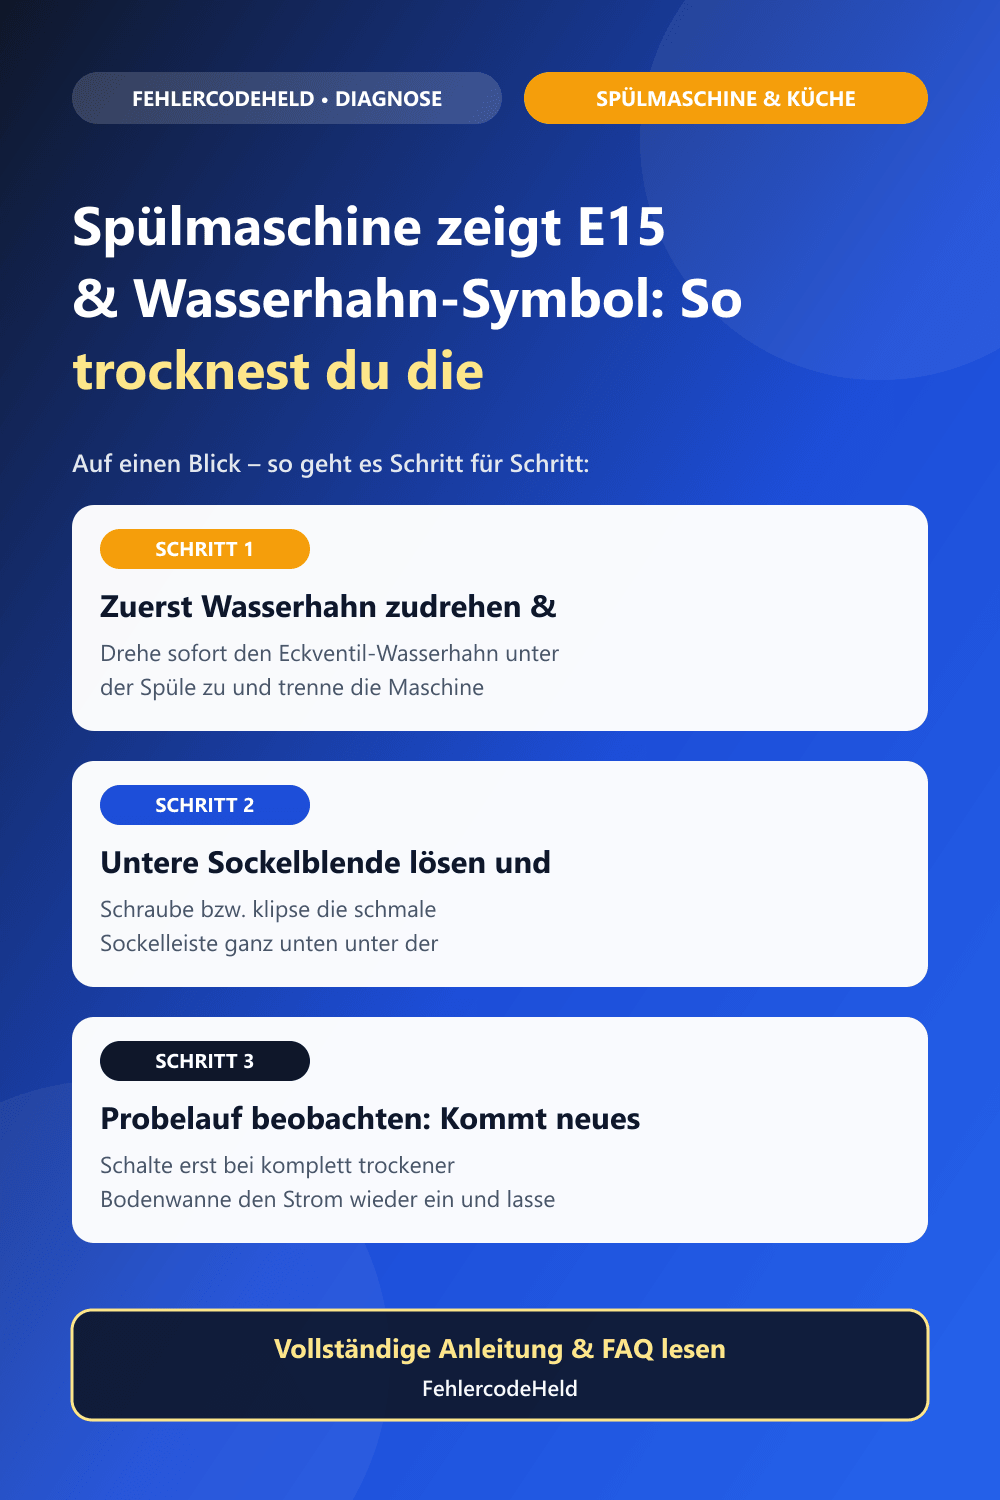 FEHLERCODEHELD • DIAGNOSE
SPÜLMASCHINE & KÜCHE
Spülmaschine zeigt E15
& Wasserhahn-Symbol: So
trocknest du die
Auf einen Blick – so geht es Schritt für Schritt:
SCHRITT 1
Zuerst Wasserhahn zudrehen &
Drehe sofort den Eckventil-Wasserhahn unter
der Spüle zu und trenne die Maschine
SCHRITT 2
Untere Sockelblende lösen und
Schraube bzw. klipse die schmale
Sockelleiste ganz unten unter der
SCHRITT 3
Probelauf beobachten: Kommt neues
Schalte erst bei komplett trockener
Bodenwanne den Strom wieder ein und lasse
Vollständige Anleitung & FAQ lesen
FehlercodeHeld